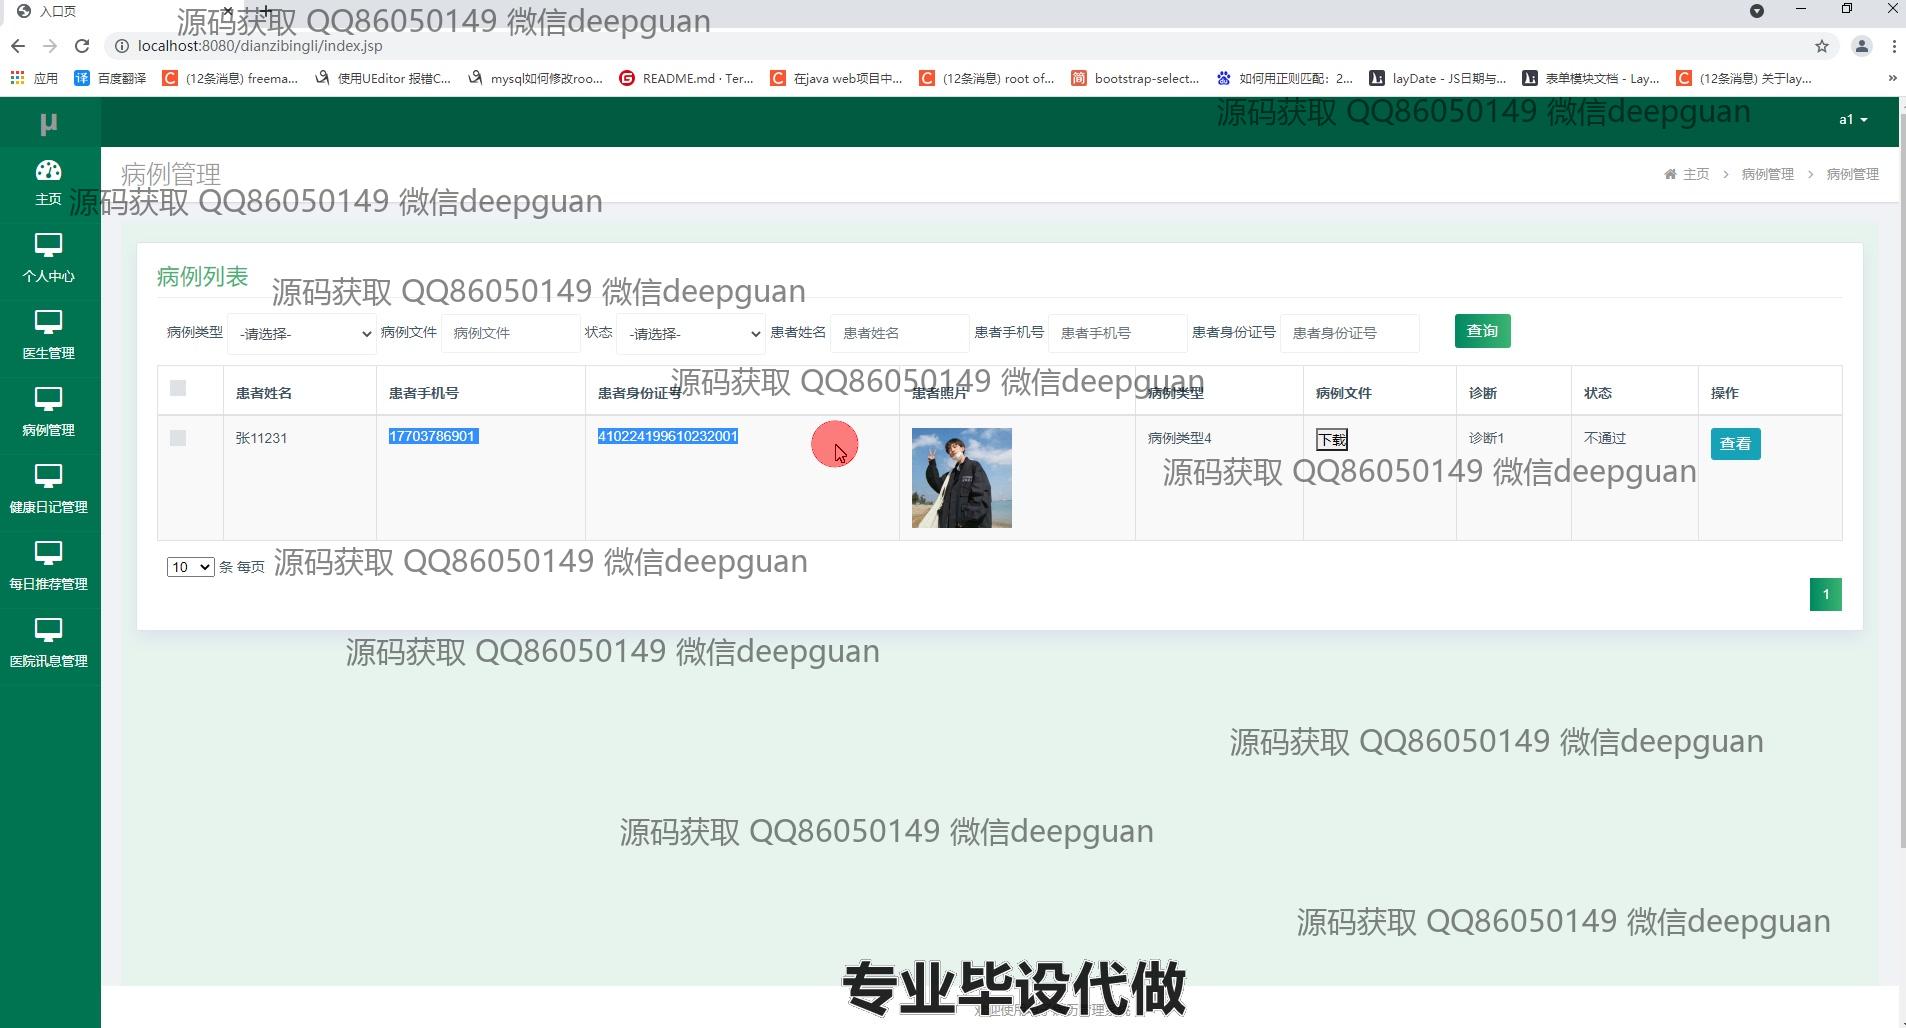 入口页
源码获取 QQ86050149 微信deepguan
localhost:8080/dianzibingli/index.jsp
应用 百度翻译 (12条消息) freema... 使用UEditor 报错C... mysql如何修改roo... README.md · Ter... 在java web项目中... (12条消息) root of... bootstrap-select... 如何用正则匹配：2... layDate - JS日期与... 表单模块文档 - Lay... (12条消息) 关于lay...
源码获取 QQ86050149 微信deepguan
μ
a1
病例管理
主页 > 病例管理 > 病例管理
主页
源码获取 QQ86050149 微信deepguan
个人中心
医生管理
病例管理
健康日记管理
每日推荐管理
医院讯息管理
病例列表
源码获取 QQ86050149 微信deepguan
病例类型 -请选择- 病例文件 病例文件 状态 -请选择- 患者姓名 患者姓名 患者手机号 患者手机号 患者身份证号 患者身份证号 查询
源码获取 QQ86050149 微信deepguan
患者姓名 患者手机号 患者身份证号 患者照片 病例类型 病例文件 诊断 状态 操作
张11231 17703786901 410224199610232001 病例类型4 下载 诊断1 不通过 查看
源码获取 QQ86050149 微信deepguan
10 条 每页
源码获取 QQ86050149 微信deepguan
1
源码获取 QQ86050149 微信deepguan
源码获取 QQ86050149 微信deepguan
源码获取 QQ86050149 微信deepguan
源码获取 QQ86050149 微信deepguan
专业毕设代做